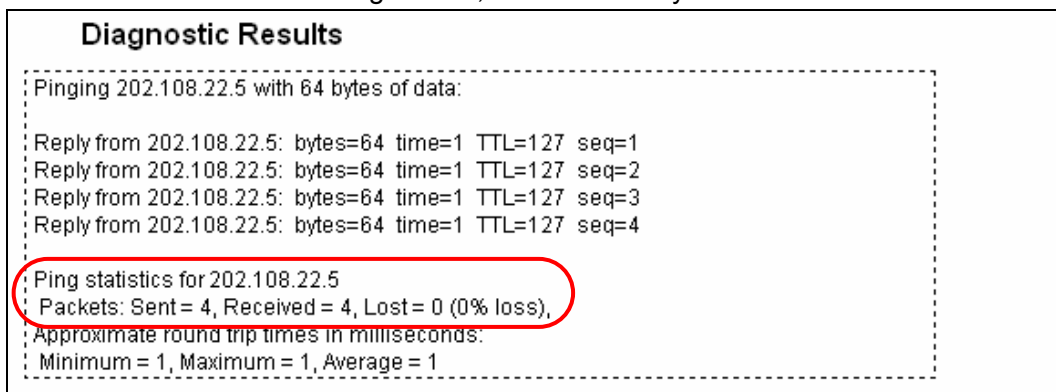 Diagnostic Results
Pinging 202.108.22.5 with 64 bytes of data:
Reply from 202.108.22.5: bytes=64 time=1 TTL=127 seq=1
Reply from 202.108.22.5: bytes=64 time=1 TTL=127 seq=2
Reply from 202.108.22.5: bytes=64 time=1 TTL=127 seq=3
Reply from 202.108.22.5: bytes=64 time=1 TTL=127 seq=4
Ping statistics for 202.108.22.5
Packets: Sent = 4, Received = 4, Lost = 0 (0% loss),
Approximate round trip times in milliseconds:
Minimum = 1, Maximum = 1, Average = 1